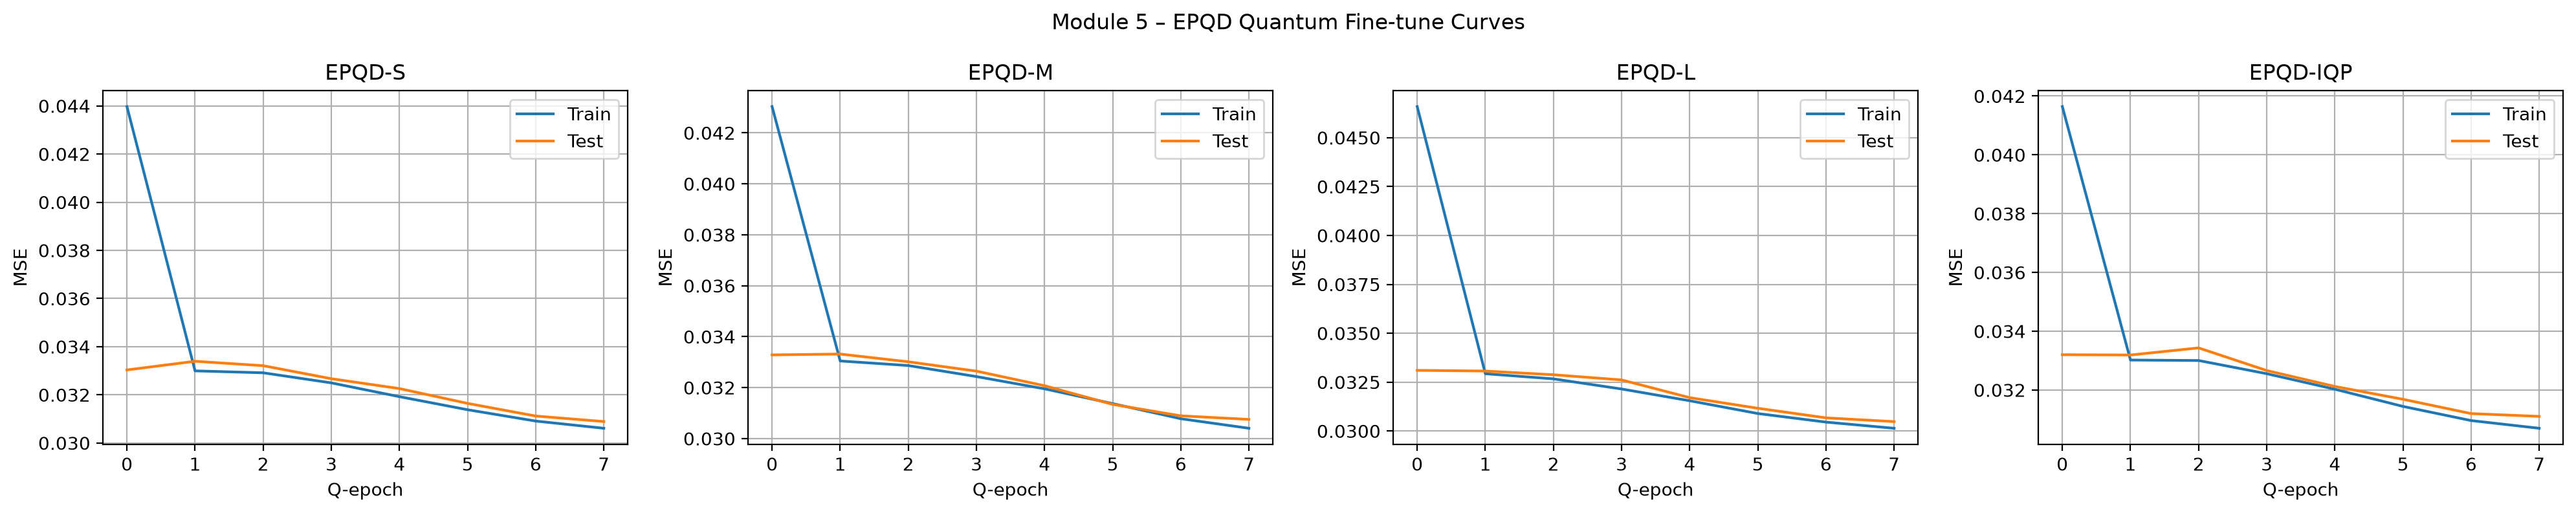 Module 5 – EPQD Quantum Fine-tune Curves
EPQD-S
0.044
0.042
0.040
0.038
0.036
0.034
0.032
0.030
MSE
0
1
2
3
4
5
6
7
Q-epoch
Train
Test
EPQD-M
0.042
0.040
0.038
0.036
0.034
0.032
0.030
MSE
0
1
2
3
4
5
6
7
Q-epoch
Train
Test
EPQD-L
0.0450
0.0425
0.0400
0.0375
0.0350
0.0325
0.0300
MSE
0
1
2
3
4
5
6
7
Q-epoch
Train
Test
EPQD-IQP
0.042
0.040
0.038
0.036
0.034
0.032
MSE
0
1
2
3
4
5
6
7
Q-epoch
Train
Test